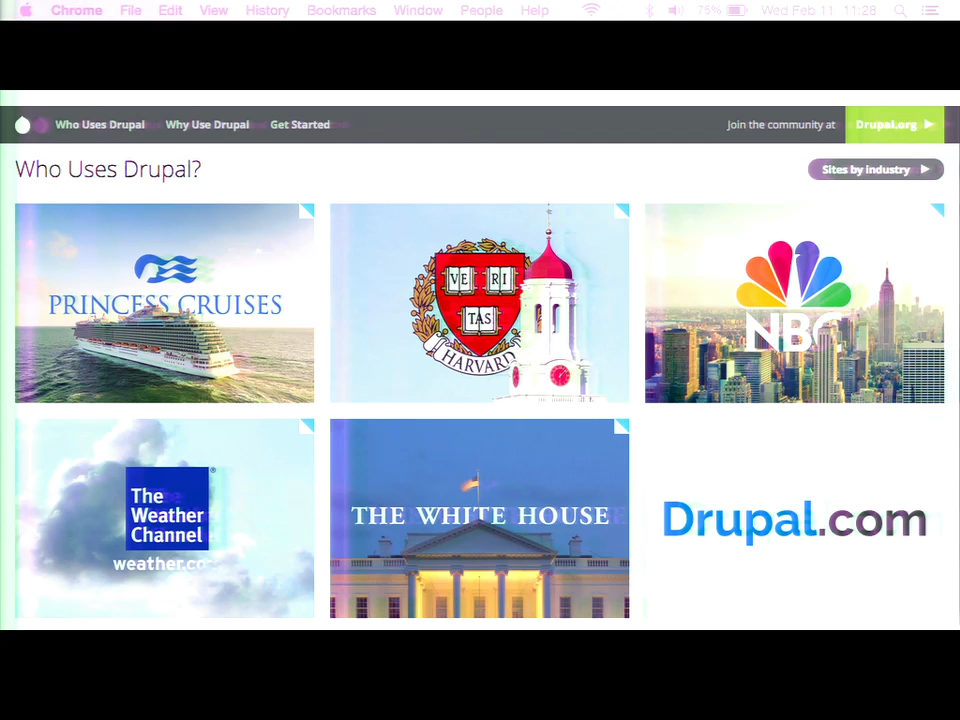 Chrome File Edit View History Bookmarks Window People Help 75% Wed Feb 11 11:28
Who Uses Drupal Why Use Drupal Get Started Join the community at Drupal.org
Who Uses Drupal? Sites by Industry
PRINCESS CRUISES
VE RI
TAS
HARVARD
NBC
The
Weather
Channel
weather.co
THE WHITE HOUSE
Drupal.com